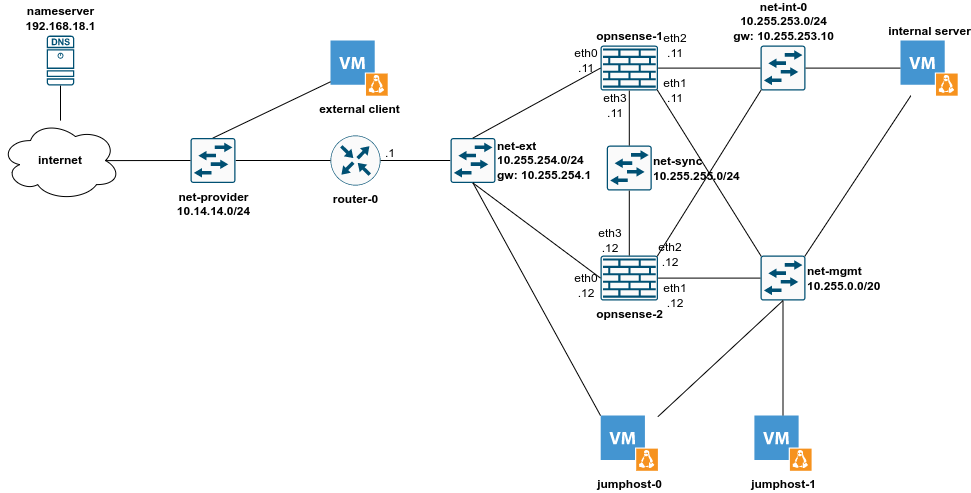 nameserver
192.168.18.1
DNS
internet
net-provider
10.14.14.0/24
VM
external client
router-0
.1
net-ext
10.255.254.0/24
gw: 10.255.254.1
opnsense-1
eth0
.11
eth2
.11
eth1
.11
eth3
.11
net-sync
10.255.255.0/24
eth3
.12
eth2
.12
eth0
.12
eth1
.12
opnsense-2
net-int-0
10.255.253.0/24
gw: 10.255.253.10
internal server
VM
net-mgmt
10.255.0.0/20
VM
jumphost-0
VM
jumphost-1